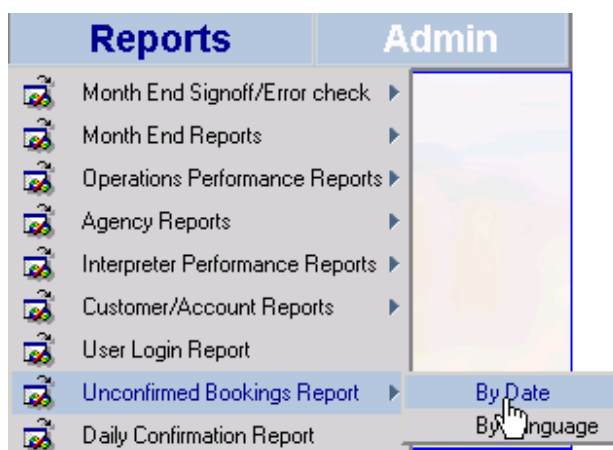 Reports Admin
Month End Signoff/Error check
Month End Reports
Operations Performance Reports
Agency Reports
Interpreter Performance Reports
Customer/Account Reports
User Login Report
Unconfirmed Bookings Report By Date
Daily Confirmation Report